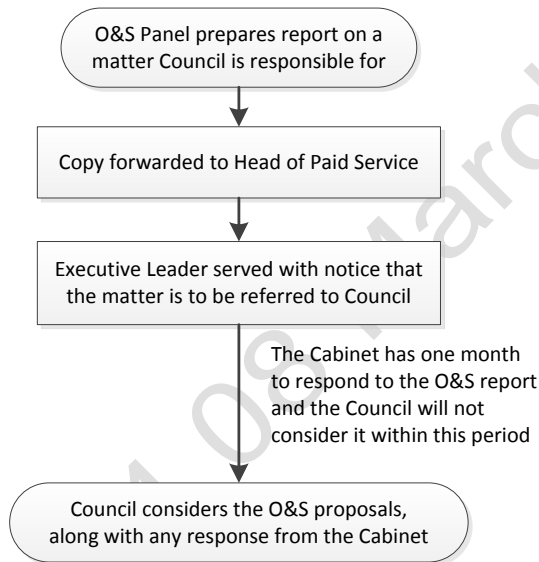 O&S Panel prepares report on a
matter Council is responsible for
Copy forwarded to Head of Paid Service
Executive Leader served with notice that
the matter is to be referred to Council
The Cabinet has one month
to respond to the O&S report
and the Council will not
consider it within this period
Council considers the O&S proposals,
along with any response from the Cabinet
08